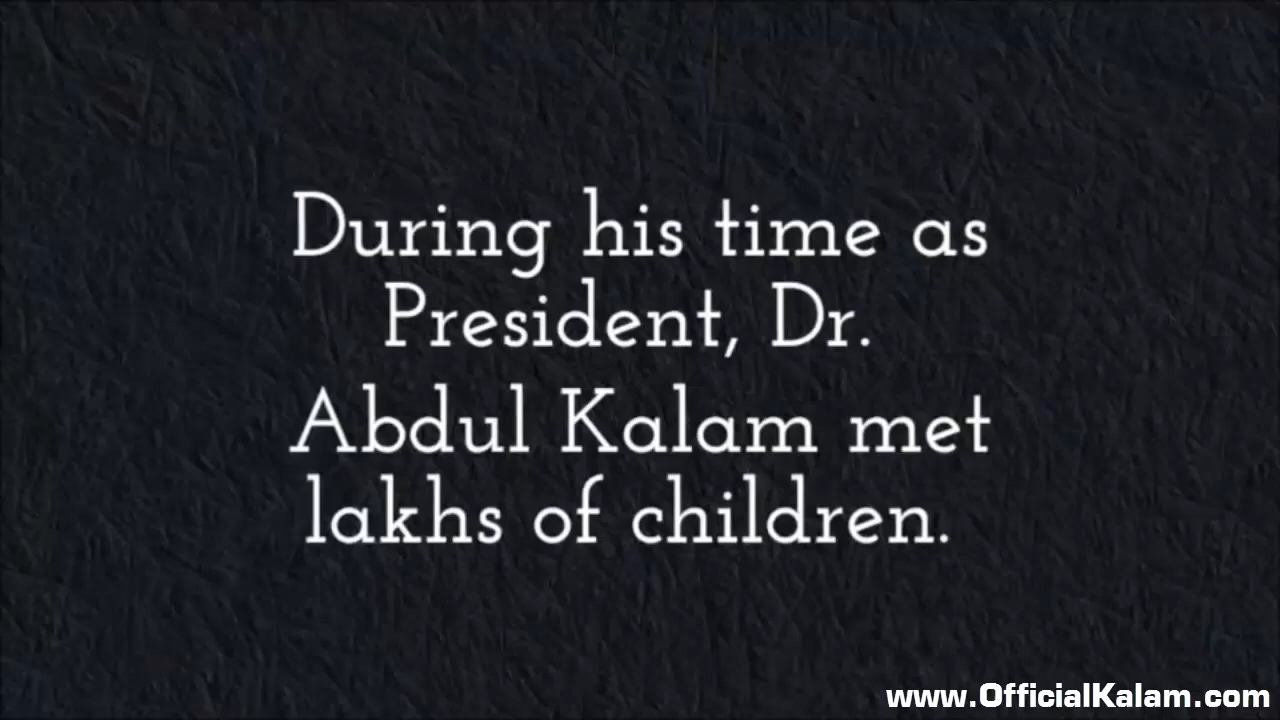 During his time as
President, Dr.
Abdul Kalam met
lakhs of children.
www.OfficialKalam.com